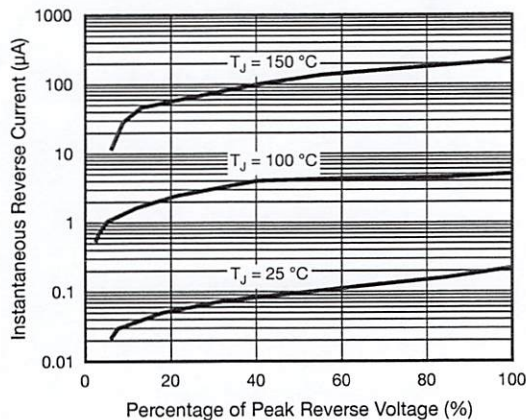 Instantaneous Reverse Current (µA)
1000
100
10
1
0.1
0.01
T_J = 150 °C
T_J = 100 °C
T_J = 25 °C
0
20
40
60
80
100
Percentage of Peak Reverse Voltage (%)